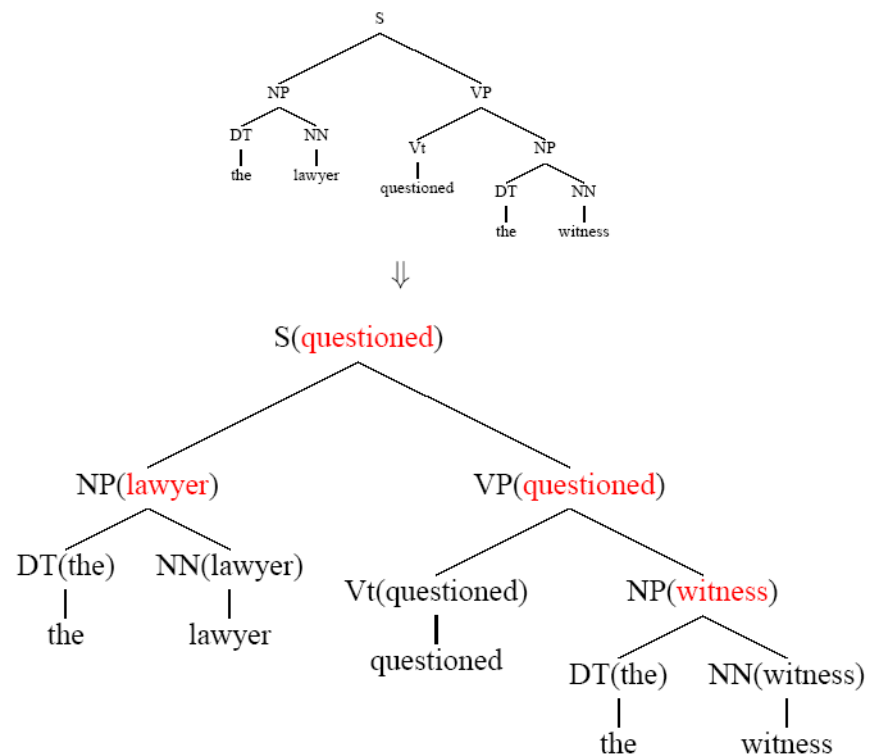 S
NP VP
DT NN Vt NP
the lawyer questioned DT NN
the witness
⇓
S(questioned)
NP(lawyer) VP(questioned)
DT(the) NN(lawyer) Vt(questioned) NP(witness)
the lawyer questioned DT(the) NN(witness)
the witness